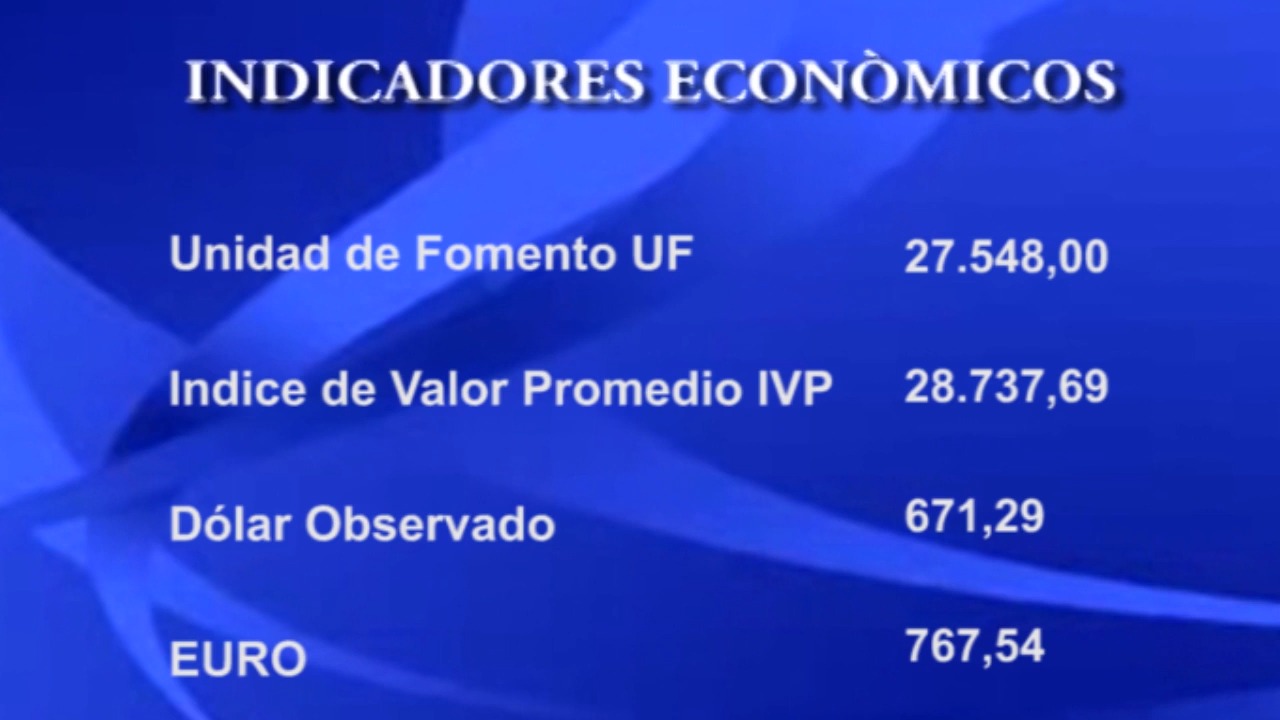 INDICADORES ECONÒMICOS
Unidad de Fomento UF 27.548,00
Indice de Valor Promedio IVP 28.737,69
Dólar Observado 671,29
EURO 767,54